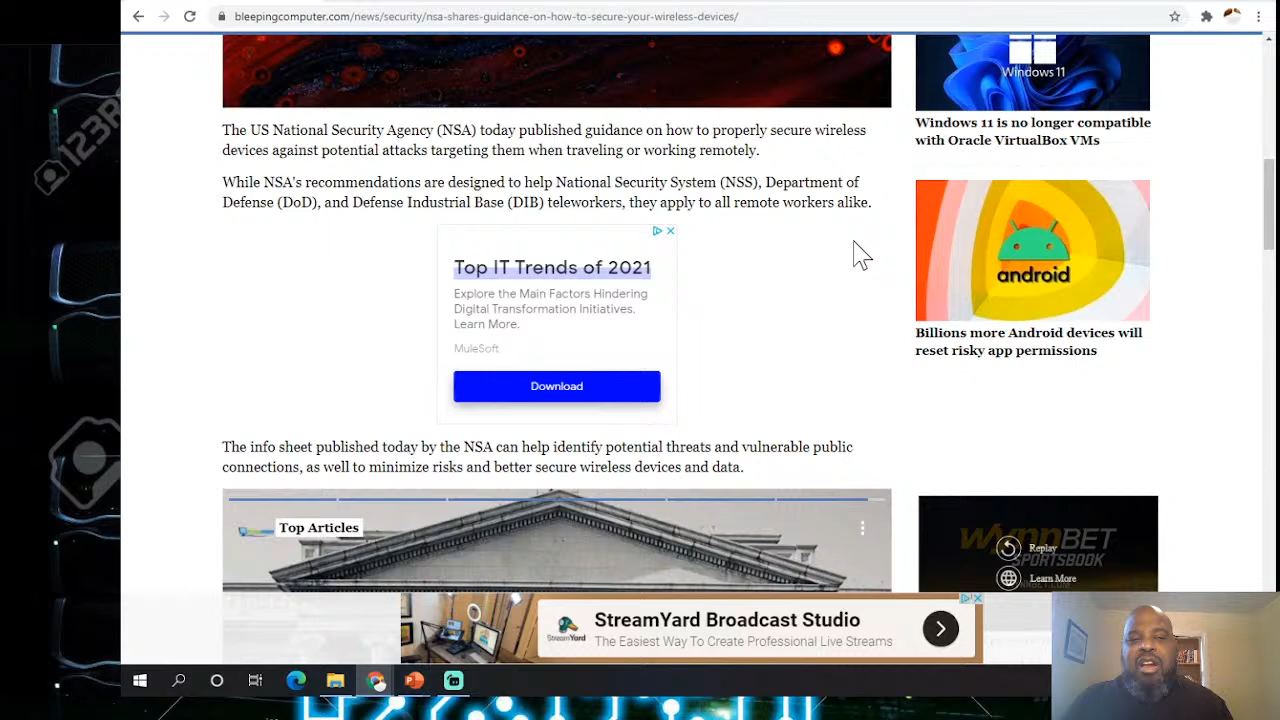 bleepingcomputer.com/news/security/nsa-shares-guidance-on-how-to-secure-your-wireless-devices/
Windows 11
Windows 11 is no longer compatible
with Oracle VirtualBox VMs
The US National Security Agency (NSA) today published guidance on how to properly secure wireless
devices against potential attacks targeting them when traveling or working remotely.
While NSA's recommendations are designed to help National Security System (NSS), Department of
Defense (DoD), and Defense Industrial Base (DIB) teleworkers, they apply to all remote workers alike.
android
Billions more Android devices will
reset risky app permissions
Top IT Trends of 2021
Explore the Main Factors Hindering
Digital Transformation Initiatives.
Learn More.
MuleSoft
Download
The info sheet published today by the NSA can help identify potential threats and vulnerable public
connections, as well to minimize risks and better secure wireless devices and data.
Top Articles
WYNNBET
SPORTSBOOK
Replay
Learn More
StreamYard
StreamYard Broadcast Studio
The Easiest Way To Create Professional Live Streams